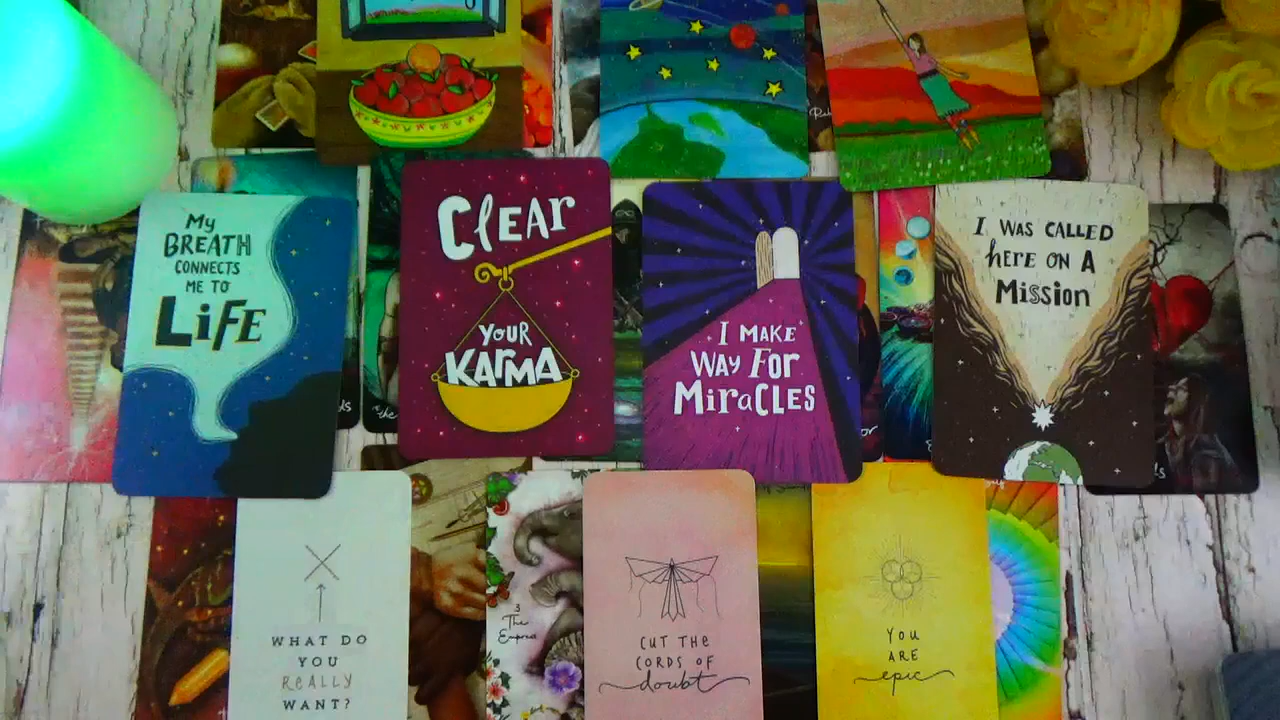 My
BREATH
CONNECTS
ME TO
LiFE
CleAr
YOUR
KArMA
I MAKE
WAY FOR
MiraCLES
I WAS CALLED
here ON A
Mission
WHAT DO
YOU
REALLY
WANT?
3
The
Empress
CUT THE
CORDS OF
doubt
YOU
ARE
epic